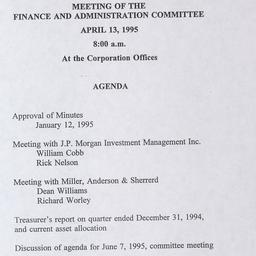 MEETING OF THE
FINANCE AND ADMINISTRATION COMMITTEE
APRIL 13, 1995
8:00 a.m.
At the Corporation Offices
AGENDA
Approval of Minutes
January 12, 1995
Meeting with J.P. Morgan Investment Management Inc.
William Cobb
Rick Nelson
Meeting with Miller, Anderson & Sherrerd
Dean Williams
Richard Worley
Treasurer's report on quarter ended December 31, 1994,
and current asset allocation
Discussion of agenda for June 7, 1995, committee meeting